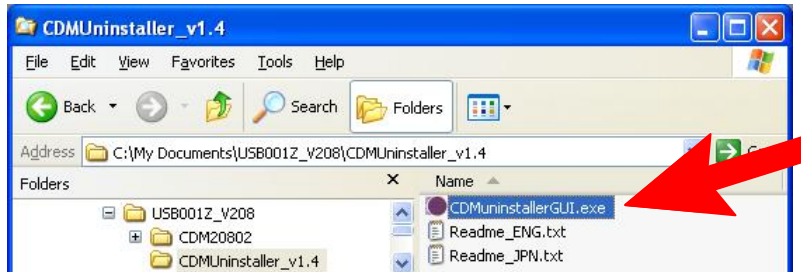 CDMUninstaller_v1.4
File Edit View Favorites Tools Help
Back Search Folders
Address C:\My Documents\USB001Z_V208\CDMUninstaller_v1.4
Folders × Name
USB001Z_V208
CDM20802
CDMUninstaller_v1.4
CDMuninstallerGUI.exe
Readme_ENG.txt
Readme_JPN.txt